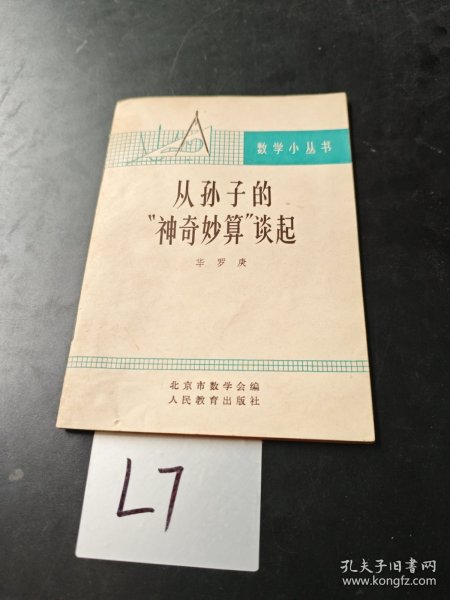 数学小丛书
从孙子的
“神奇妙算”谈起
华罗庚
北京市数学会编
人民教育出版社
L7
孔夫子旧书网
www.kongfz.com